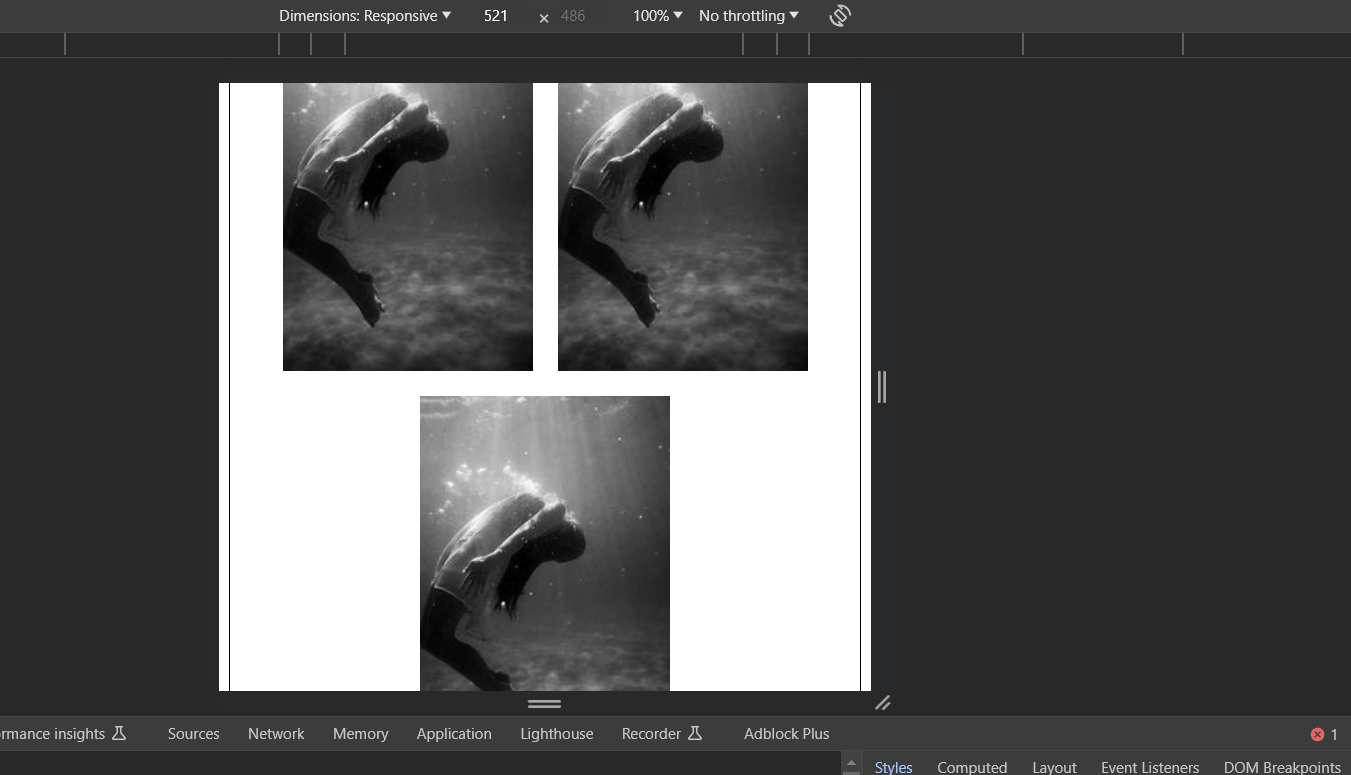 Dimensions: Responsive 521 × 486 100% No throttling
rmance insights Sources Network Memory Application Lighthouse Recorder Adblock Plus 1
Styles Computed Layout Event Listeners DOM Breakpoints